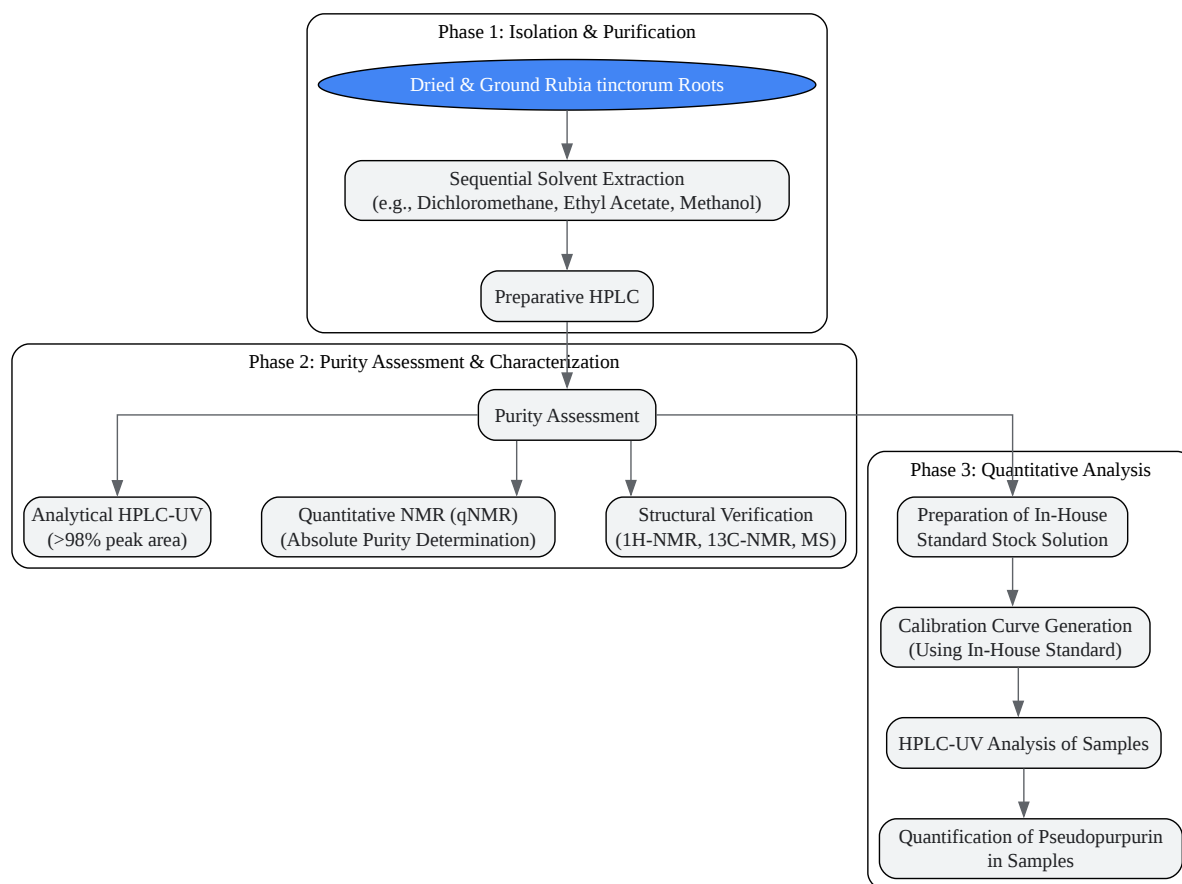 Phase 1: Isolation & Purification
Dried & Ground Rubia tinctorum Roots
Sequential Solvent Extraction
(e.g., Dichloromethane, Ethyl Acetate, Methanol)
Preparative HPLC
Phase 2: Purity Assessment & Characterization
Purity Assessment
Analytical HPLC-UV
(>98% peak area)
Quantitative NMR (qNMR)
(Absolute Purity Determination)
Structural Verification
(1H-NMR, 13C-NMR, MS)
Phase 3: Quantitative Analysis
Preparation of In-House
Standard Stock Solution
Calibration Curve Generation
(Using In-House Standard)
HPLC-UV Analysis of Samples
Quantification of Pseudopurpurin
in Samples